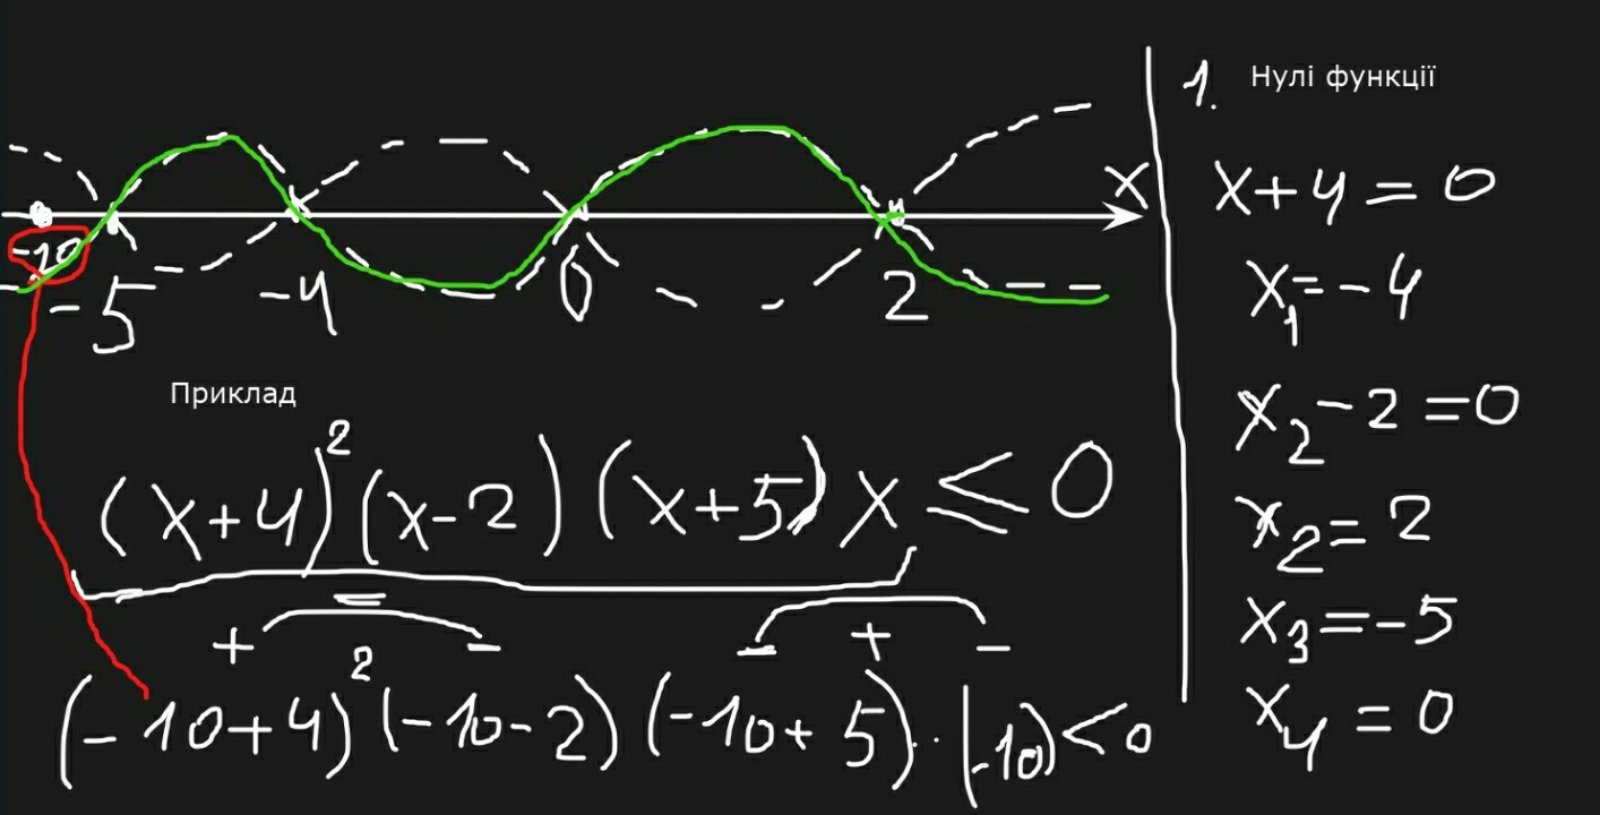 x
-10
-5 -4 0 2
Приклад
(x+4)²(x-2)(x+5)x ≤ 0
+ - - + -
(-10+4)²(-10-2)(-10+5)·(-10)<0
1. Нулі функції
x+4=0
x₁=-4
x₂-2=0
x₂=2
x₃=-5
x₄=0